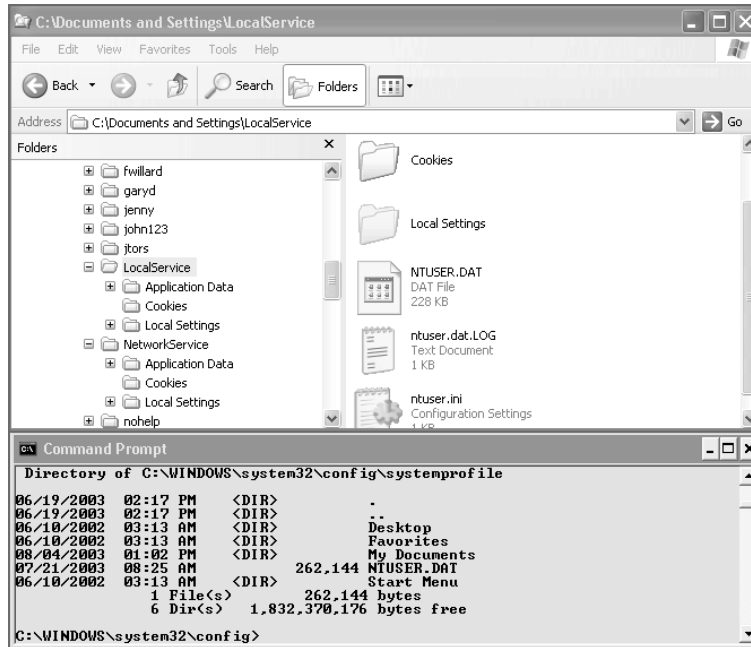 C:\Documents and Settings\LocalService
File Edit View Favorites Tools Help
Back Search Folders
Address C:\Documents and Settings\LocalService Go
Folders
fwillard
garyd
jenny
john123
jtors
LocalService
Application Data
Cookies
Local Settings
NetworkService
Application Data
Cookies
Local Settings
nohelp
Cookies
Local Settings
NTUSER.DAT
DAT File
228 KB
ntuser.dat.LOG
Text Document
1 KB
ntuser.ini
Configuration Settings
1 KB
Command Prompt
Directory of C:\WINDOWS\system32\config\systemprofile
06/19/2003 02:17 PM <DIR> .
06/19/2003 02:17 PM <DIR> ..
06/10/2002 03:13 AM <DIR> Desktop
06/10/2002 03:13 AM <DIR> Favorites
08/04/2003 01:02 PM <DIR> My Documents
07/21/2003 08:25 AM 262,144 NTUSER.DAT
06/10/2002 03:13 AM <DIR> Start Menu
1 File(s) 262,144 bytes
6 Dir(s) 1,832,370,176 bytes free
C:\WINDOWS\system32\config>